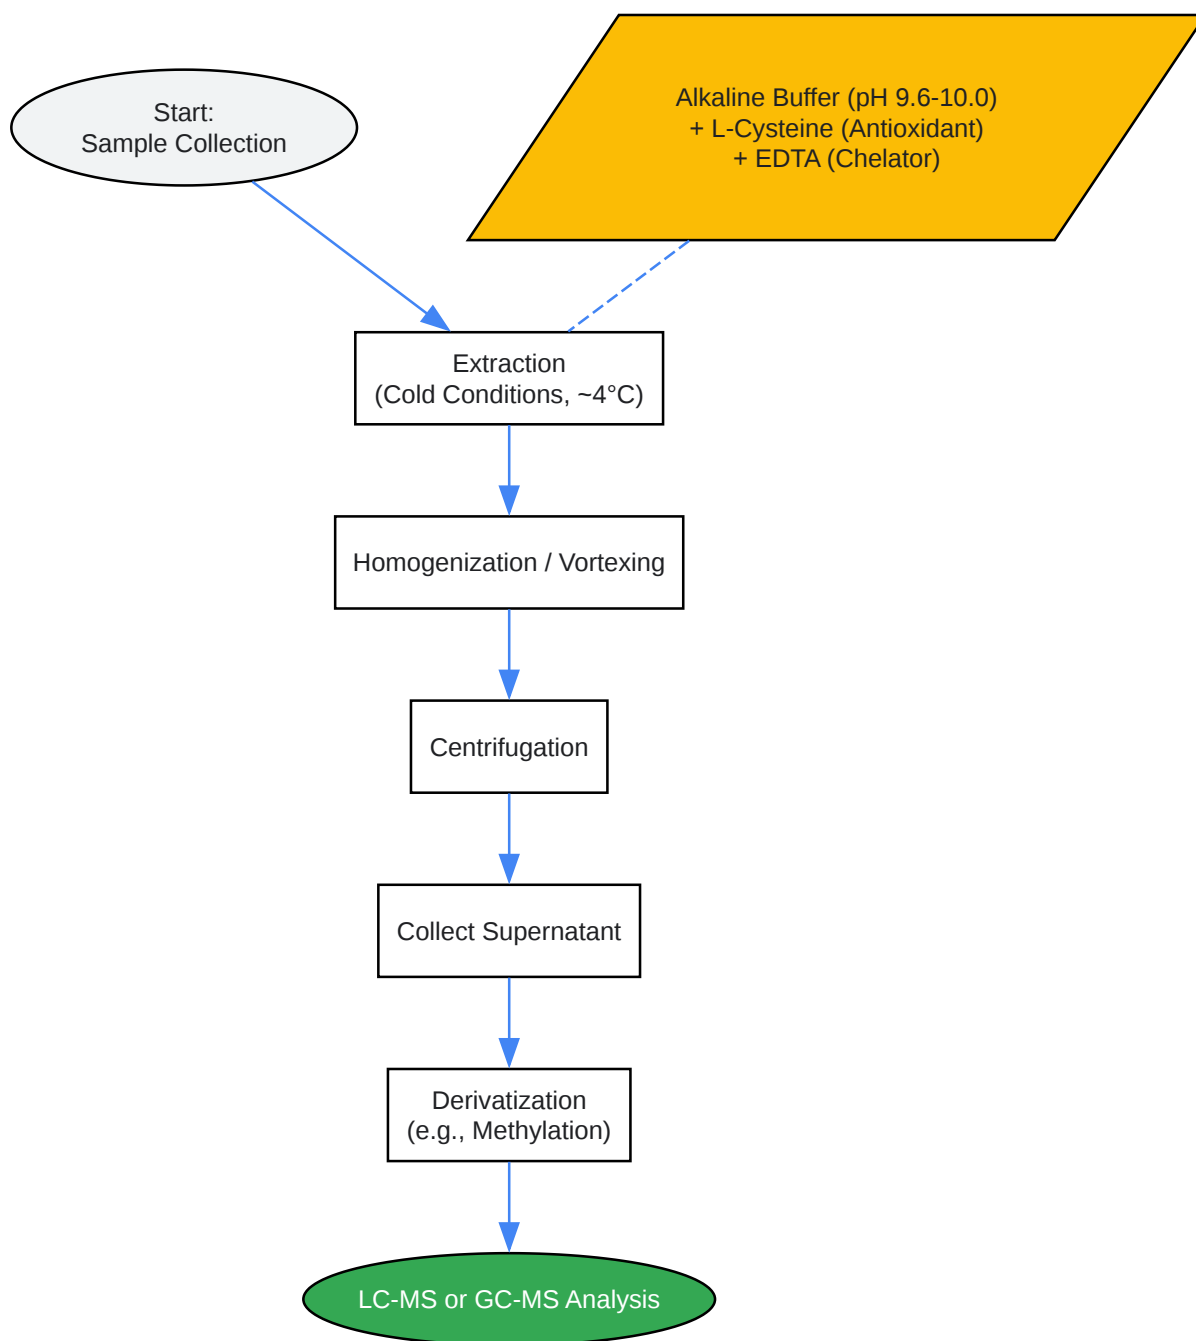 Start:
Sample Collection
Alkaline Buffer (pH 9.6-10.0)
+ L-Cysteine (Antioxidant)
+ EDTA (Chelator)
Extraction
(Cold Conditions, ~4°C)
Homogenization / Vortexing
Centrifugation
Collect Supernatant
Derivatization
(e.g., Methylation)
LC-MS or GC-MS Analysis